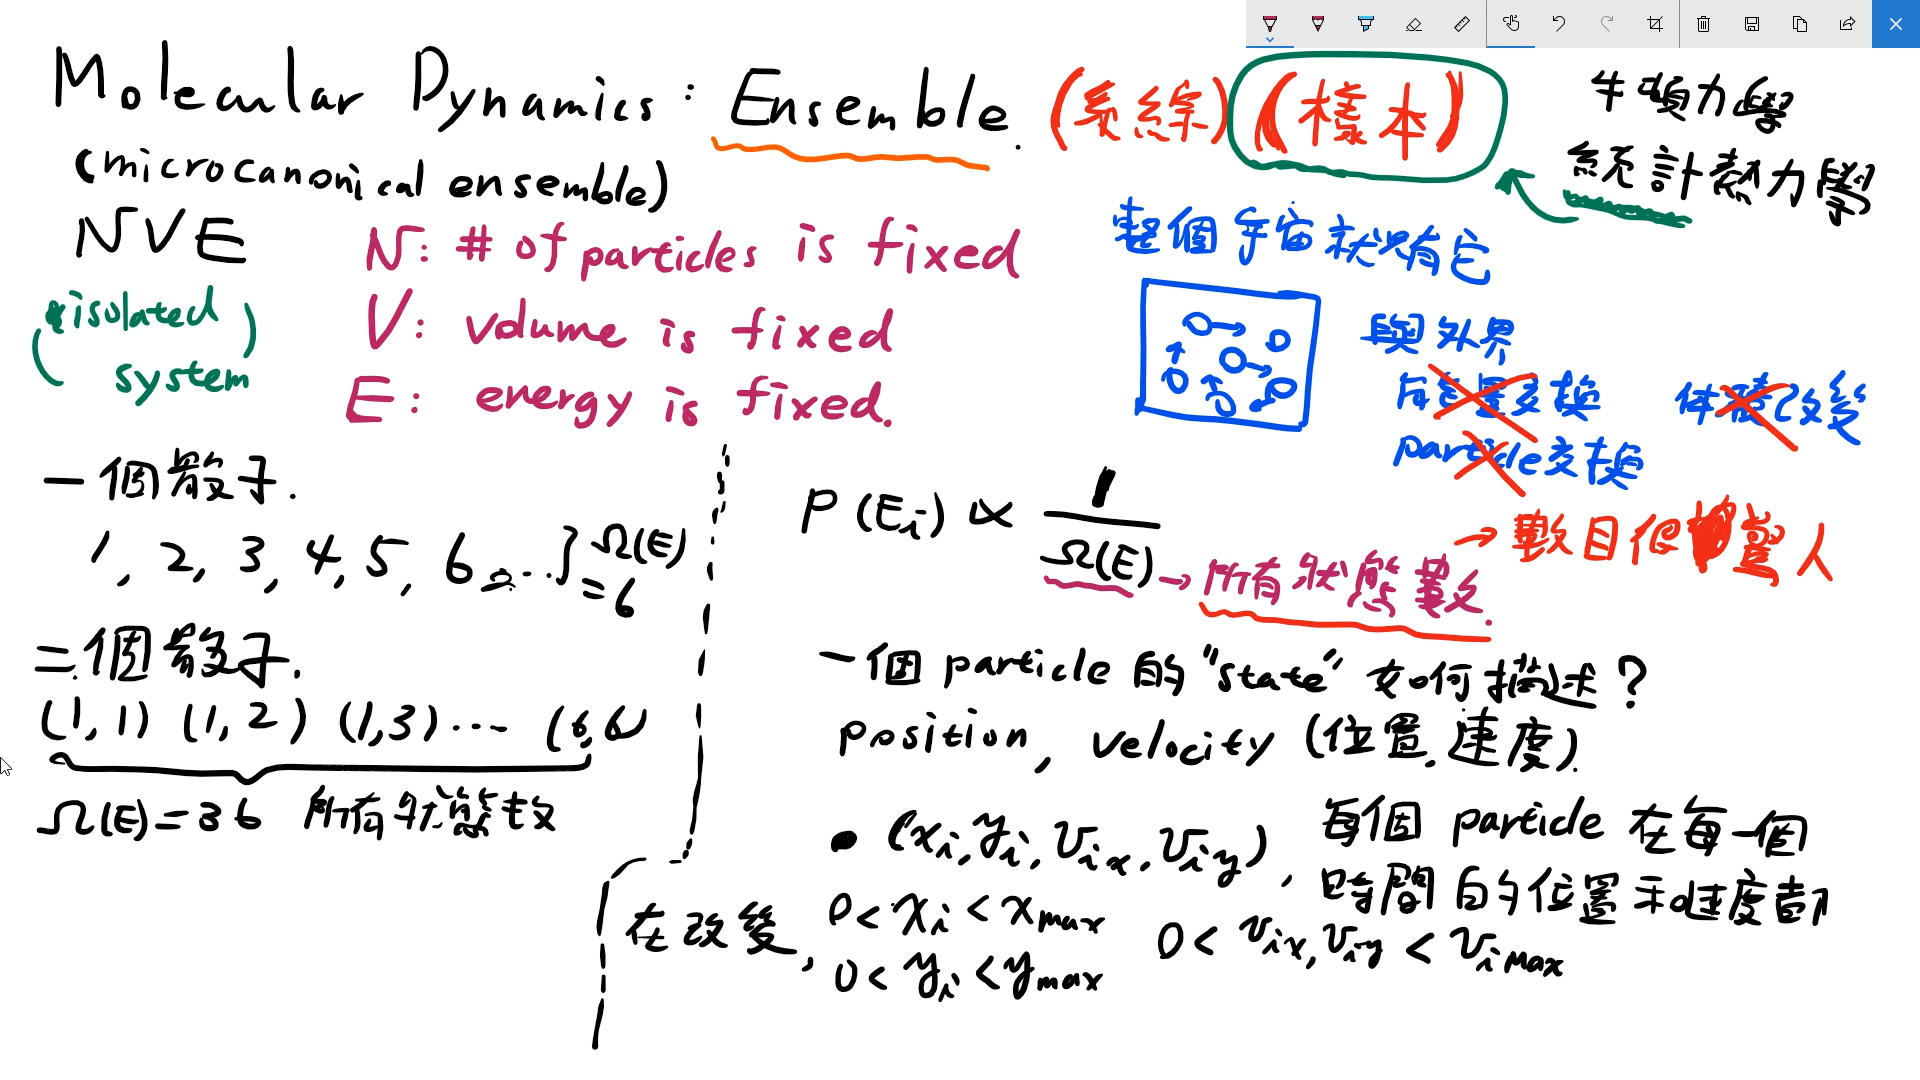 Molecular Dynamics : Ensemble. (系綜) (樣本)
牛頓力學
統計熱力學
(microcanonical ensemble)
NVE
(isolated system)
N: # of particles is fixed
V: volume is fixed
E: energy is fixed.
整個宇宙就只有它
與外界
能量交換
particle交換
体積改變
一個骰子.
1, 2, 3, 4, 5, 6 ...} Ω(E) = 6
二個骰子.
(1,1) (1,2) (1,3) ... (6,6)
Ω(E) = 36 所有狀態數
P(Ei) ∝ 1/Ω(E) → 所有狀態數.
→ 數目很驚人
一個 particle 的 "state" 如何描述?
position, velocity (位置.速度).
• (xi, yi, vix, viy), 每個 particle 在每一個
時間的位置和速度都
在改變,
0 < xi < xmax
0 < yi < ymax
0 < vix, viy < vi max